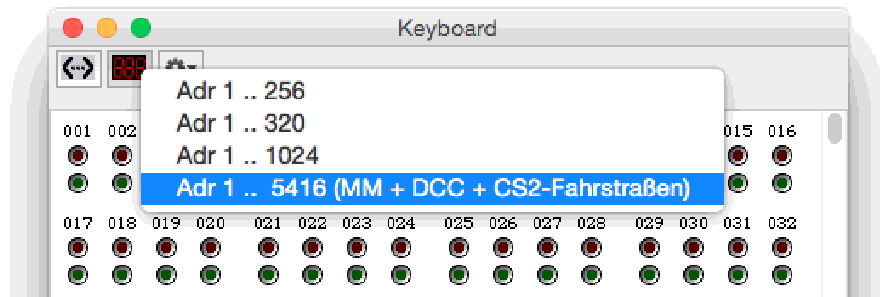 Keyboard
888
Adr 1 .. 256
Adr 1 .. 320
Adr 1 .. 1024
Adr 1 ..  5416 (MM + DCC + CS2-Fahrstraßen)
001 002 015 016
017 018 019 020 021 022 023 024 025 026 027 028 029 030 031 032